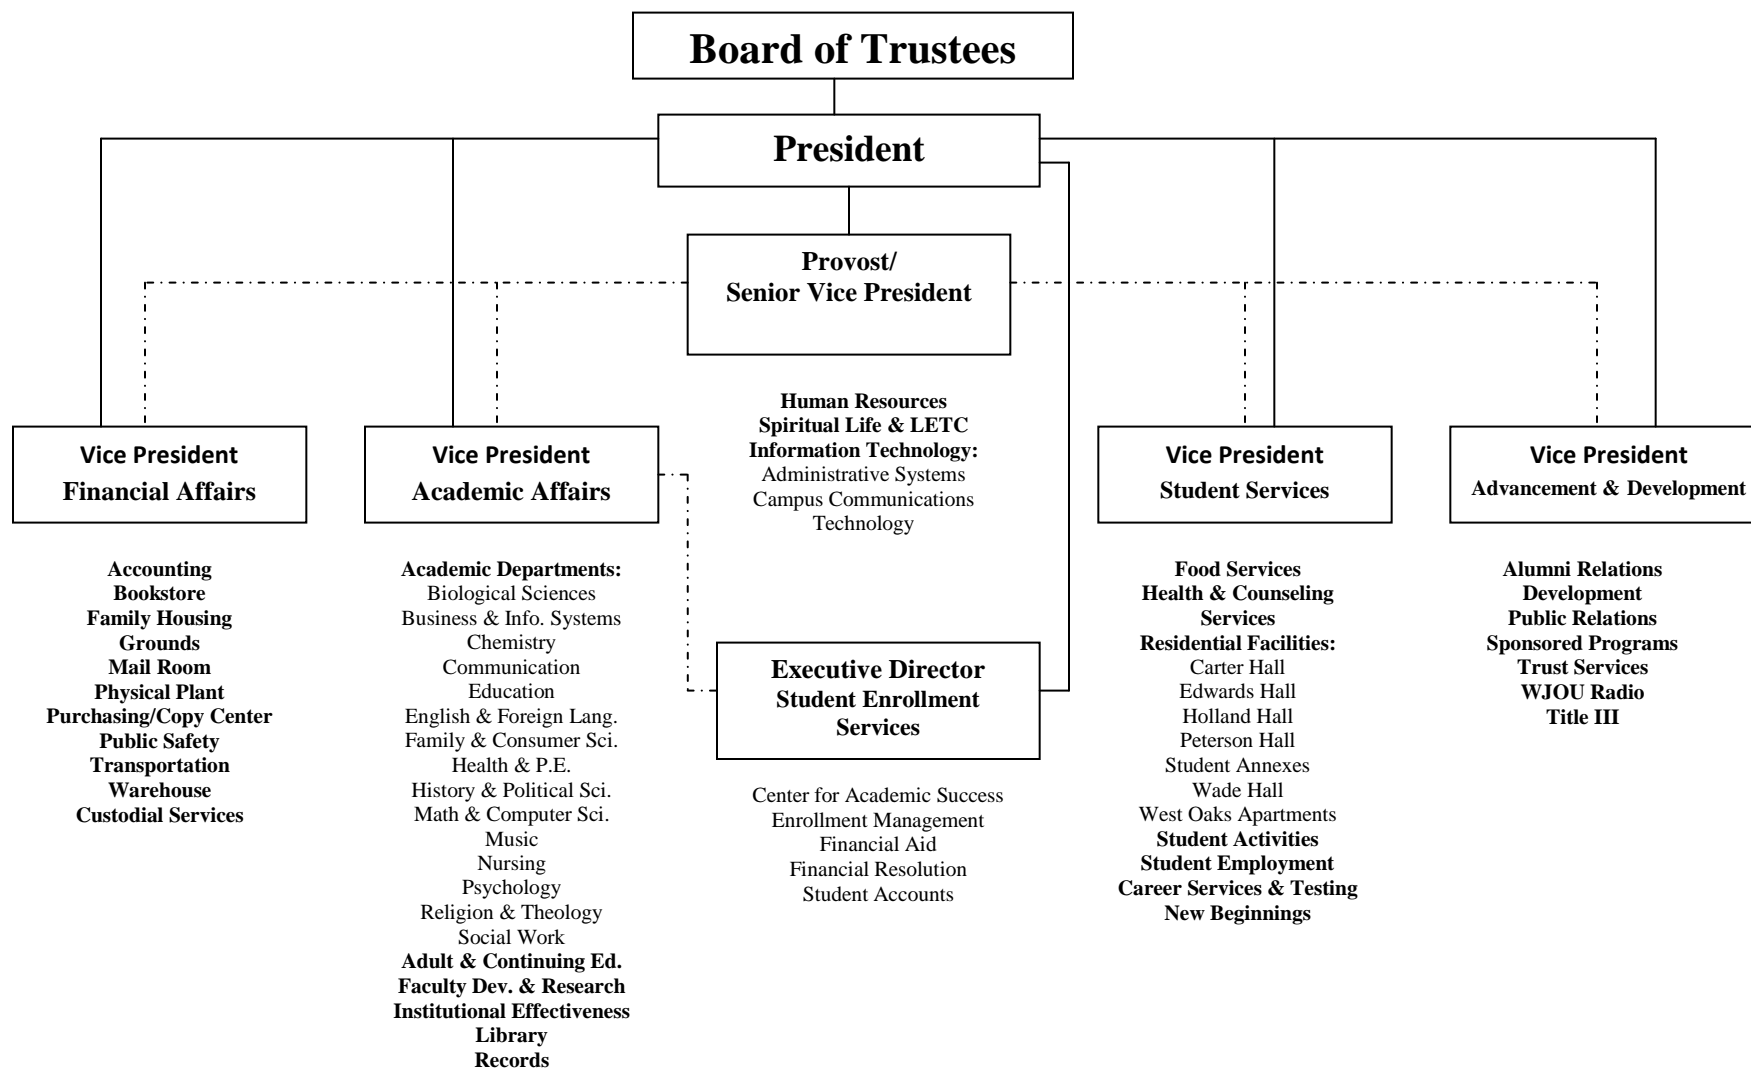 Board of Trustees
President
Provost/
Senior Vice President
Human Resources
Spiritual Life & LETC
Information Technology:
Administrative Systems
Campus Communications
Technology
Vice President
Financial Affairs
Accounting
Bookstore
Family Housing
Grounds
Mail Room
Physical Plant
Purchasing/Copy Center
Public Safety
Transportation
Warehouse
Custodial Services
Vice President
Academic Affairs
Academic Departments:
Biological Sciences
Business & Info. Systems
Chemistry
Communication
Education
English & Foreign Lang.
Family & Consumer Sci.
Health & P.E.
History & Political Sci.
Math & Computer Sci.
Music
Nursing
Psychology
Religion & Theology
Social Work
Adult & Continuing Ed.
Faculty Dev. & Research
Institutional Effectiveness
Library
Records
Executive Director
Student Enrollment
Services
Center for Academic Success
Enrollment Management
Financial Aid
Financial Resolution
Student Accounts
Vice President
Student Services
Food Services
Health & Counseling
Services
Residential Facilities:
Carter Hall
Edwards Hall
Holland Hall
Peterson Hall
Student Annexes
Wade Hall
West Oaks Apartments
Student Activities
Student Employment
Career Services & Testing
New Beginnings
Vice President
Advancement & Development
Alumni Relations
Development
Public Relations
Sponsored Programs
Trust Services
WJOU Radio
Title III